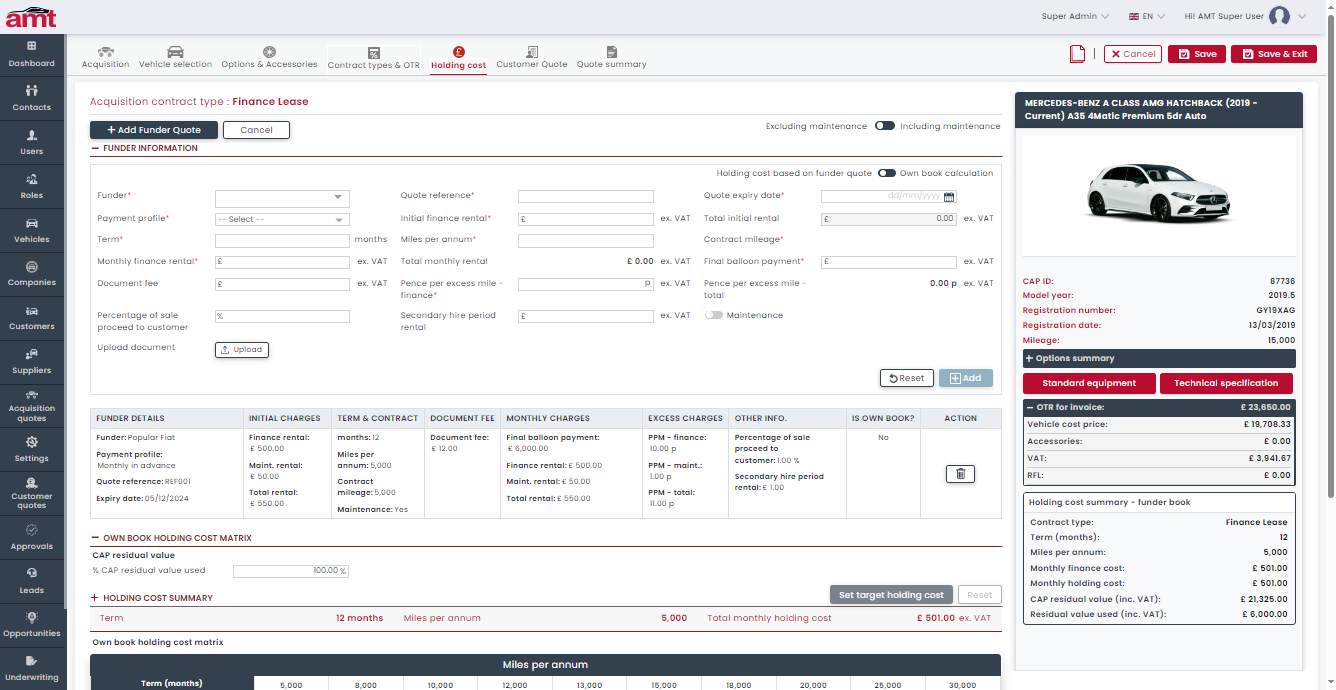 amt
Super Admin
EN
Hi! AMT Super User
Dashboard
Contacts
Users
Roles
Vehicles
Companies
Customers
Suppliers
Acquisition quotes
Settings
Customer quotes
Approvals
Leads
Opportunities
Underwriting
Acquisition
Vehicle selection
Options & Accessories
Contract types & OTR
Holding cost
Customer Quote
Quote summary
Cancel
Save
Save & Exit
Acquisition contract type : Finance Lease
+ Add Funder Quote
Cancel
Excluding maintenance
Including maintenance
FUNDER INFORMATION
Holding cost based on funder quote
Own book calculation
Funder*
Quote reference*
Quote expiry date*
dd/mm/yyyy
Payment profile*
-- Select --
Initial finance rental*
£
ex. VAT
Total initial rental
£ 0.00
ex. VAT
Term*
months
Miles per annum*
Contract mileage*
Monthly finance rental*
£
ex. VAT
Total monthly rental
£ 0.00
ex. VAT
Final balloon payment*
£
ex. VAT
Document fee
£
ex. VAT
Pence per excess mile - finance*
p
ex. VAT
Pence per excess mile - total
0.00 p
ex. VAT
Percentage of sale proceed to customer
%
Secondary hire period rental
£
ex. VAT
Maintenance
Upload document
Upload
Reset
Add
FUNDER DETAILS
INITIAL CHARGES
TERM & CONTRACT
DOCUMENT FEE
MONTHLY CHARGES
EXCESS CHARGES
OTHER INFO.
IS OWN BOOK?
ACTION
Funder: Popular Fiat
Payment profile:
Monthly in advance
Quote reference: REF001
Expiry date: 05/12/2024
Finance rental:
£ 500.00
Maint. rental:
£ 50.00
Total rental:
£ 550.00
months: 12
Miles per
annum: 5,000
Contract
mileage: 5,000
Maintenance: Yes
Document fee:
£ 12.00
Final balloon payment:
£ 6,000.00
Finance rental: £ 500.00
Maint. rental: £ 50.00
Total rental: £ 550.00
PPM - finance:
10.00 p
PPM - maint.:
1.00 p
PPM - total:
11.00 p
Percentage of sale
proceed to
customer: 1.00 %
Secondary hire period
rental: £ 1.00
No
OWN BOOK HOLDING COST MATRIX
CAP residual value
% CAP residual value used
100.00 %
HOLDING COST SUMMARY
Set target holding cost
Reset
Term
12 months
Miles per annum
5,000
Total monthly holding cost
£ 501.00 ex. VAT
Own book holding cost matrix
Miles per annum
Term (months)
5,000
8,000
10,000
12,000
13,000
15,000
18,000
20,000
25,000
30,000
MERCEDES-BENZ A CLASS AMG HATCHBACK (2019 -
Current) A35 4Matic Premium 5dr Auto
CAP ID: 87736
Model year: 2019.5
Registration number: GY19XAG
Registration date: 13/03/2019
Mileage: 15,000
+ Options summary
Standard equipment
Technical specification
OTR for invoice: £ 23,650.00
Vehicle cost price: £ 19,708.33
Accessories: £ 0.00
VAT: £ 3,941.67
RFL: £ 0.00
Holding cost summary - funder book
Contract type: Finance Lease
Term (months): 12
Miles per annum: 5,000
Monthly finance cost: £ 501.00
Monthly holding cost: £ 501.00
CAP residual value (inc. VAT): £ 21,325.00
Residual value used (inc. VAT): £ 6,000.00